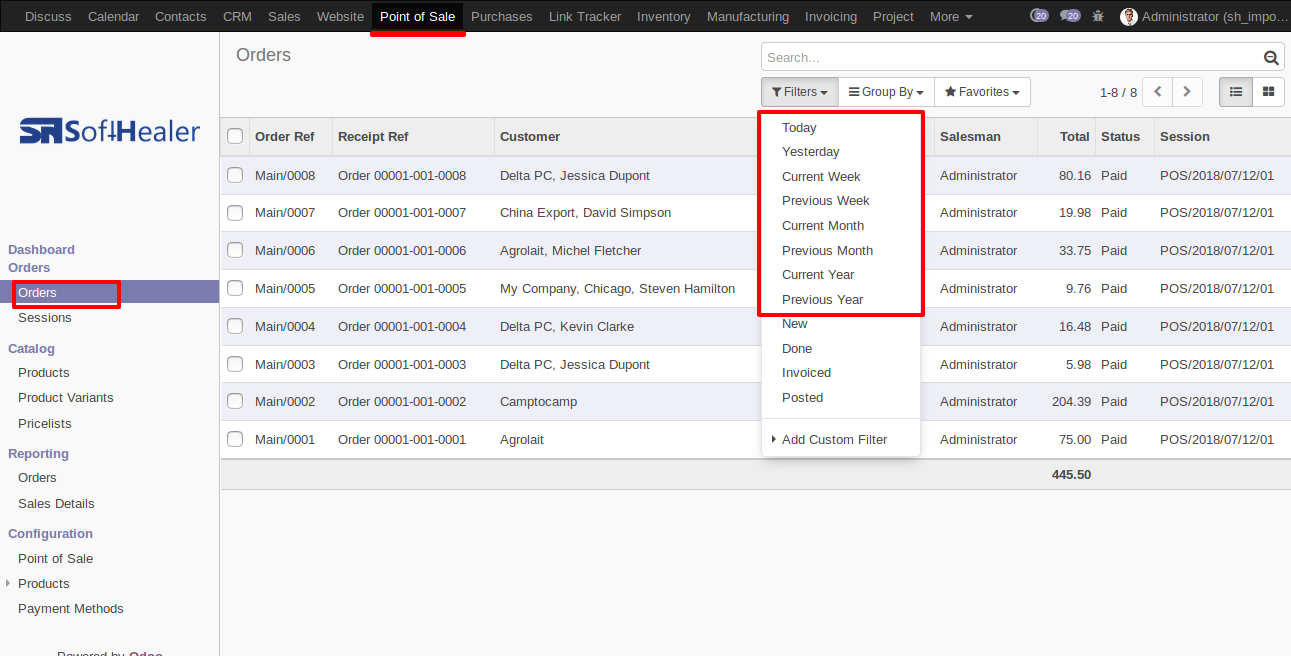 Discuss Calendar Contacts CRM Sales Website Point of Sale Purchases Link Tracker Inventory Manufacturing Invoicing Project More 20 20 Administrator (sh_impo...
Orders
Search...
Filters Group By Favorites 1-8 / 8
SoftHealer
Dashboard
Orders
Orders
Sessions
Catalog
Products
Product Variants
Pricelists
Reporting
Orders
Sales Details
Configuration
Point of Sale
Products
Payment Methods
Powered by Odoo
Order Ref Receipt Ref Customer Salesman Total Status Session
Main/0008 Order 00001-001-0008 Delta PC, Jessica Dupont Administrator 80.16 Paid POS/2018/07/12/01
Main/0007 Order 00001-001-0007 China Export, David Simpson Administrator 19.98 Paid POS/2018/07/12/01
Main/0006 Order 00001-001-0006 Agrolait, Michel Fletcher Administrator 33.75 Paid POS/2018/07/12/01
Main/0005 Order 00001-001-0005 My Company, Chicago, Steven Hamilton Administrator 9.76 Paid POS/2018/07/12/01
Main/0004 Order 00001-001-0004 Delta PC, Kevin Clarke Administrator 16.48 Paid POS/2018/07/12/01
Main/0003 Order 00001-001-0003 Delta PC, Jessica Dupont Administrator 5.98 Paid POS/2018/07/12/01
Main/0002 Order 00001-001-0002 Camptocamp Administrator 204.39 Paid POS/2018/07/12/01
Main/0001 Order 00001-001-0001 Agrolait Administrator 75.00 Paid POS/2018/07/12/01
445.50
Today
Yesterday
Current Week
Previous Week
Current Month
Previous Month
Current Year
Previous Year
New
Done
Invoiced
Posted
Add Custom Filter